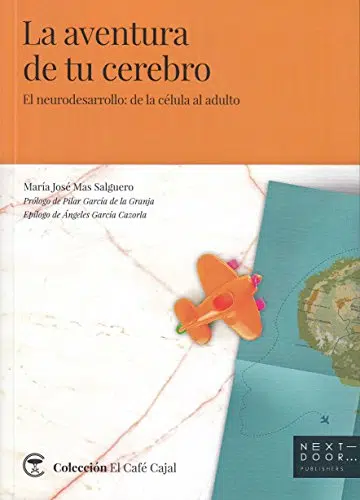 La aventura
de tu cerebro
El neurodesarrollo: de la célula al adulto
María José Mas Salguero
Prólogo de Pilar García de la Granja
Epílogo de Ángeles García Cazorla
NEXT—
DOOR...
PUBLISHERS
Colección El Café Cajal